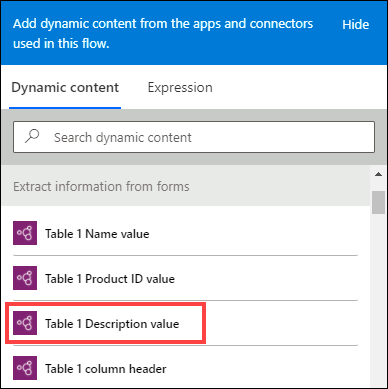 Add dynamic content from the apps and connectors Hide
used in this flow.
Dynamic content Expression
Search dynamic content
Extract information from forms
Table 1 Name value
Table 1 Product ID value
Table 1 Description value
Table 1 column header